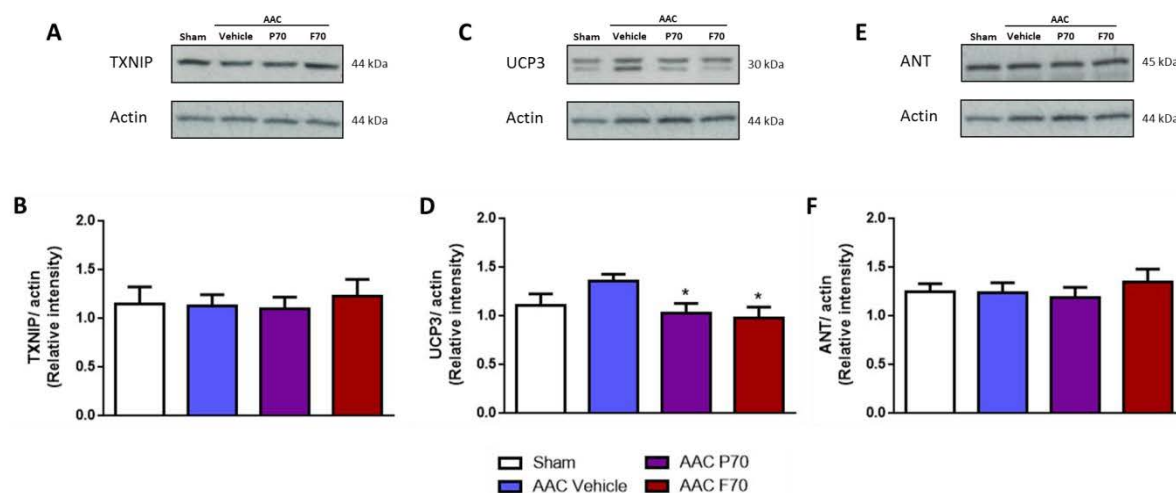 A
AAC
Sham Vehicle P70 F70
TXNIP 44 kDa
Actin 44 kDa
C
AAC
Sham Vehicle P70 F70
UCP3 30 kDa
Actin 44 kDa
E
AAC
Sham Vehicle P70 F70
ANT 45 kDa
Actin 44 kDa
B
TXNIP/ actin
(Relative intensity)
2.0
1.5
1.0
0.5
0.0
D
UCP3/ actin
(Relative intensity)
2.0
1.5
1.0
0.5
0.0
* *
F
ANT/ actin
(Relative intensity)
2.0
1.5
1.0
0.5
0.0
Sham
AAC Vehicle
AAC P70
AAC F70